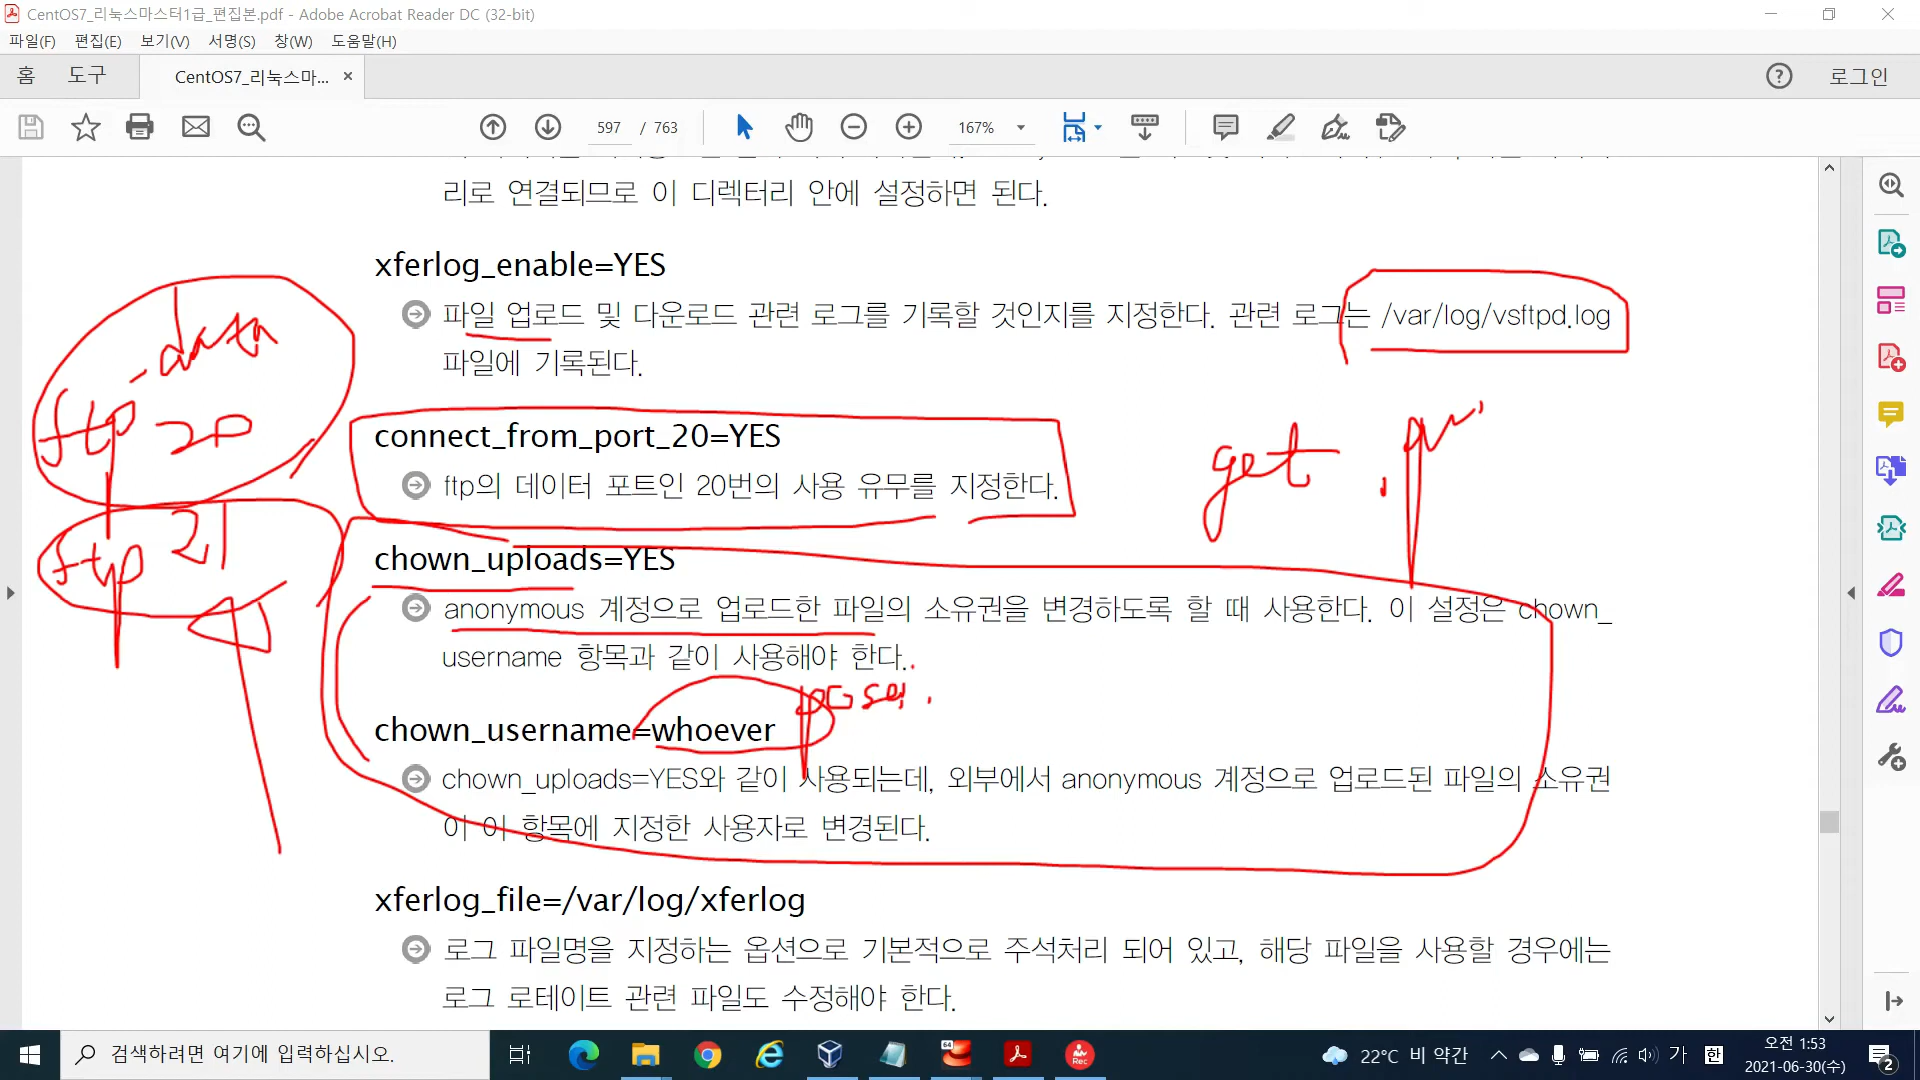 CentOS7_리눅스마스터1급_편집본.pdf - Adobe Acrobat Reader DC (32-bit)
파일(F) 편집(E) 보기(V) 서명(S) 창(W) 도움말(H)
홈 도구 CentOS7_리눅스마... × 로그인
597 / 763 167%
리로 연결되므로 이 디렉터리 안에 설정하면 된다.
xferlog_enable=YES
파일 업로드 및 다운로드 관련 로그를 기록할 것인지를 지정한다. 관련 로그는 /var/log/vsftpd.log
파일에 기록된다.
-data
ftp 20
connect_from_port_20=YES
ftp의 데이터 포트인 20번의 사용 유무를 지정한다.
get
ftp 21
chown_uploads=YES
anonymous 계정으로 업로드한 파일의 소유권을 변경하도록 할 때 사용한다. 이 설정은 chown_
username 항목과 같이 사용해야 한다.
chown_username=whoever
chown_uploads=YES와 같이 사용되는데, 외부에서 anonymous 계정으로 업로드된 파일의 소유권
이 이 항목에 지정한 사용자로 변경된다.
xferlog_file=/var/log/xferlog
로그 파일명을 지정하는 옵션으로 기본적으로 주석처리 되어 있고, 해당 파일을 사용할 경우에는
로그 로테이트 관련 파일도 수정해야 한다.
검색하려면 여기에 입력하십시오.
64
Rec
22°C 비 약간
가 한
오전 1:53
2021-06-30(수)
2